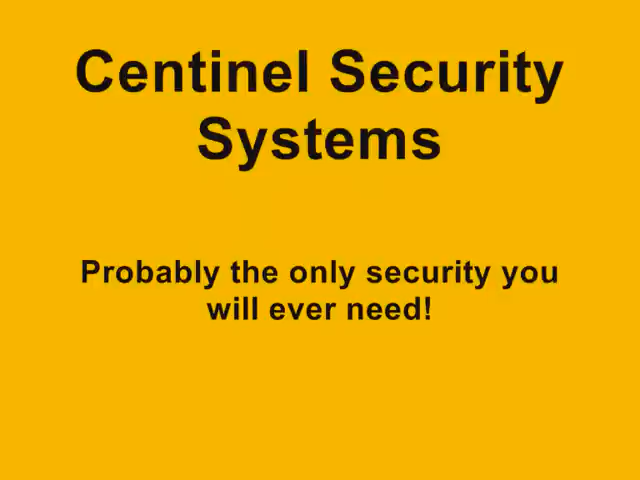 Centinel Security
Systems
Probably the only security you
will ever need!